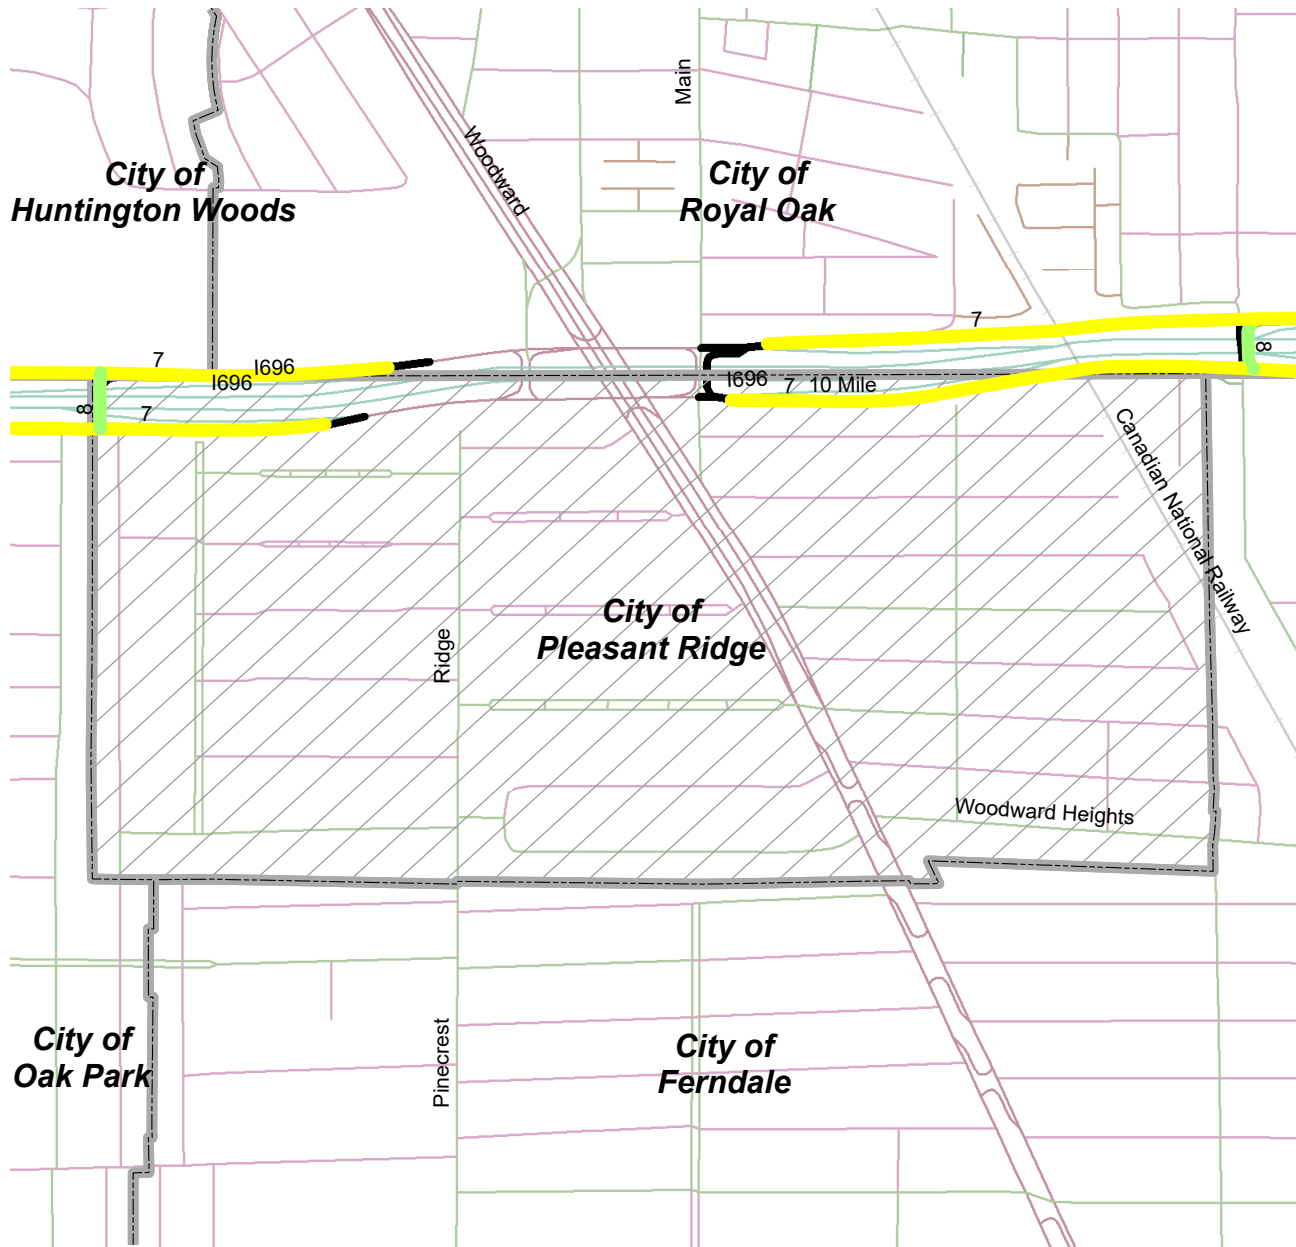 Main
Woodward
City of
Huntington Woods
City of
Royal Oak
7
7
I696
I696
8
I696
7
10 Mile
8
7
Canadian National Railway
City of
Pleasant Ridge
Ridge
Woodward Heights
City of
Oak Park
Pinecrest
City of
Ferndale